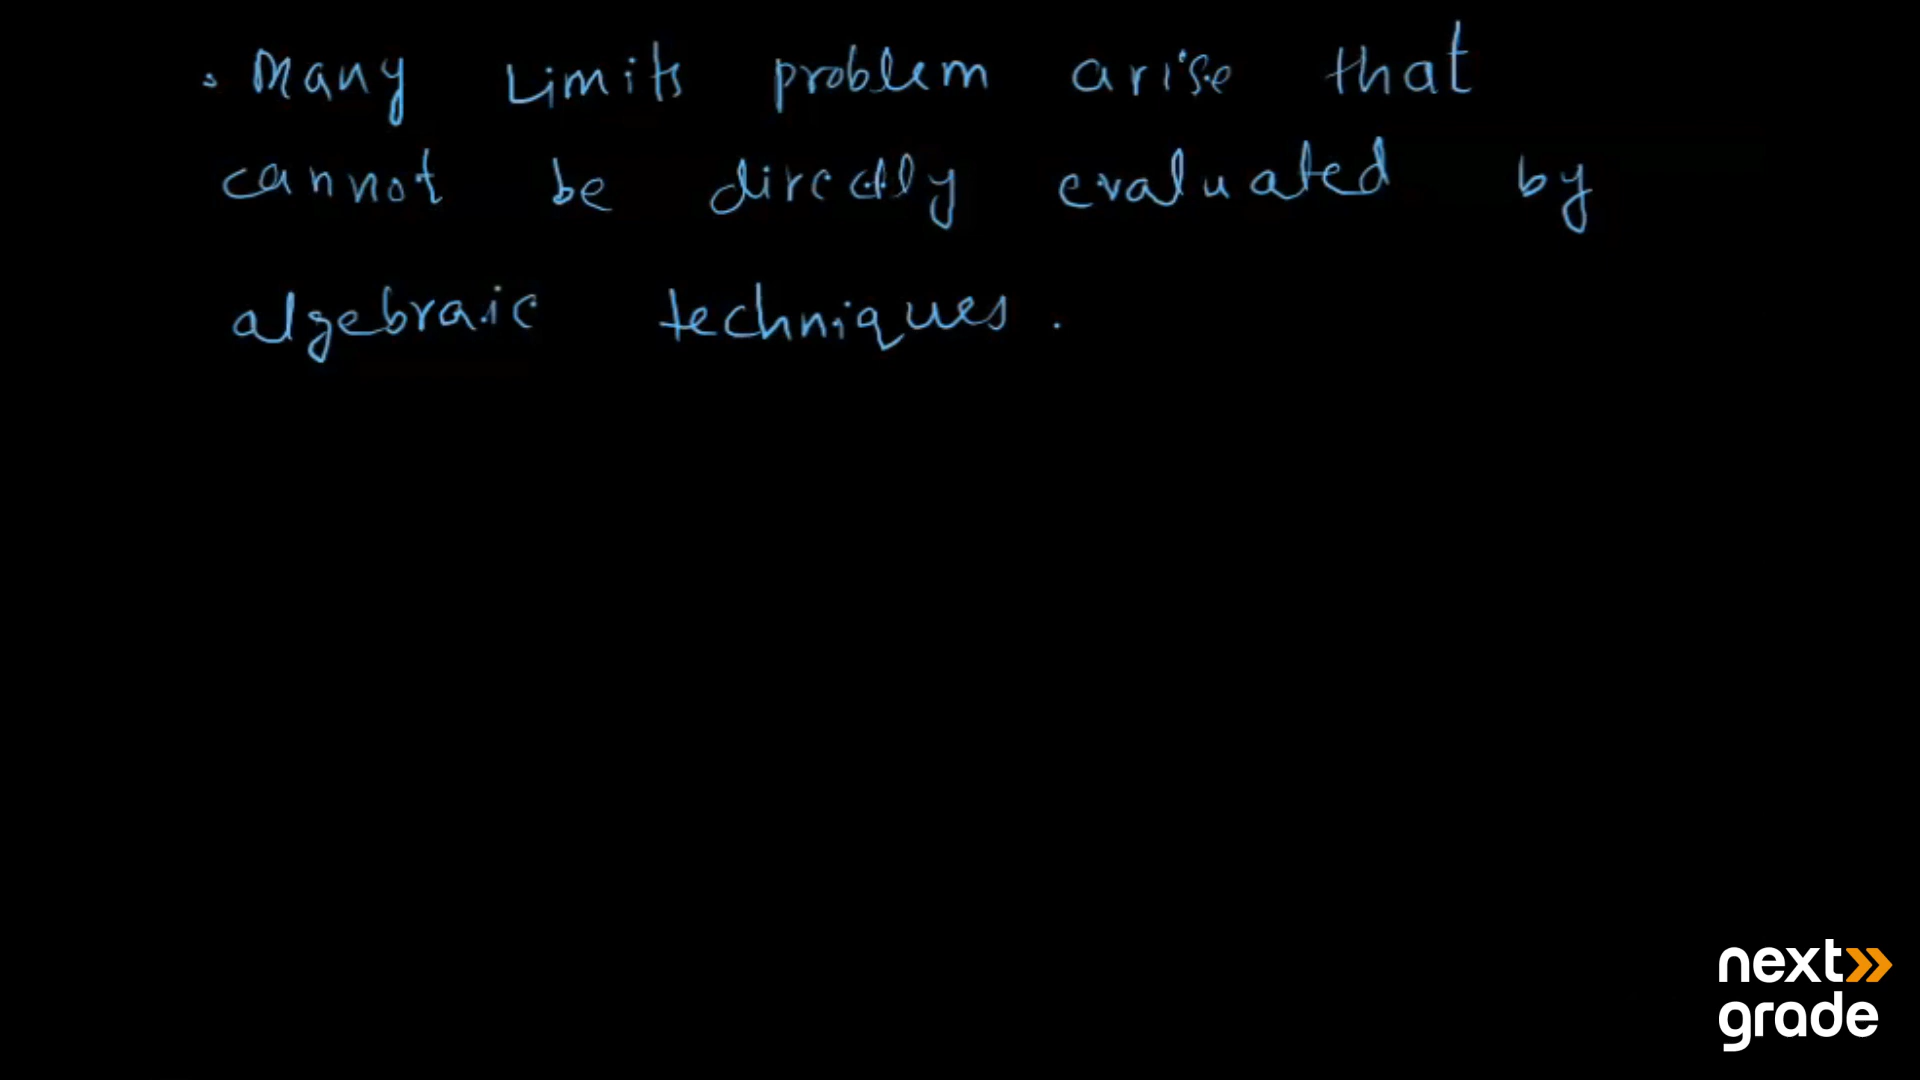 . Many Limits problem arise that
cannot be directly evaluated by
algebraic techniques .
next
grade